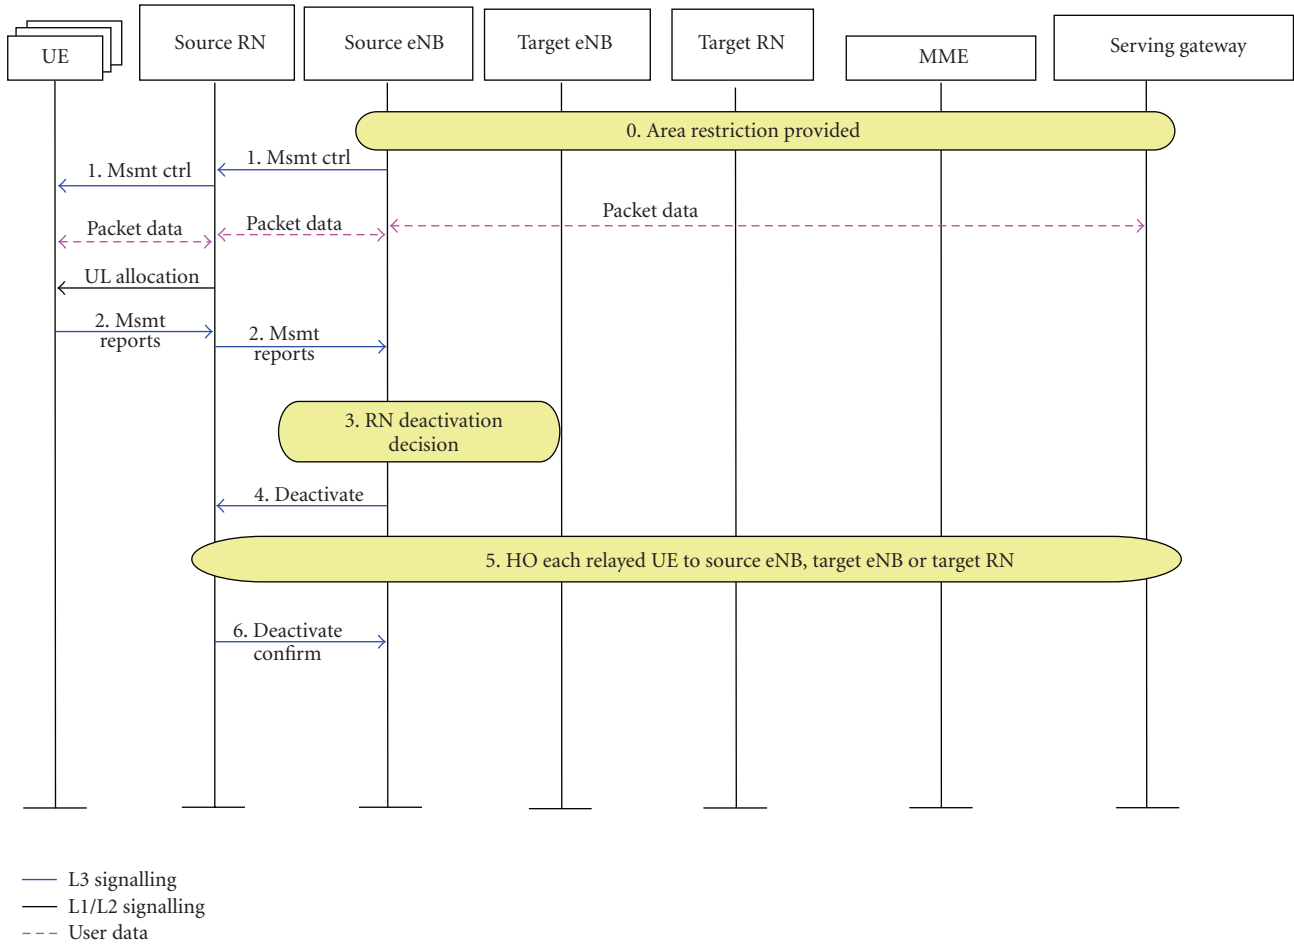 UE
Source RN
Source eNB
Target eNB
Target RN
MME
Serving gateway
0. Area restriction provided
1. Msmt ctrl
1. Msmt ctrl
Packet data
Packet data
Packet data
UL allocation
2. Msmt
reports
2. Msmt
reports
3. RN deactivation
decision
4. Deactivate
5. HO each relayed UE to source eNB, target eNB or target RN
6. Deactivate
confirm
L3 signalling
L1/L2 signalling
User data